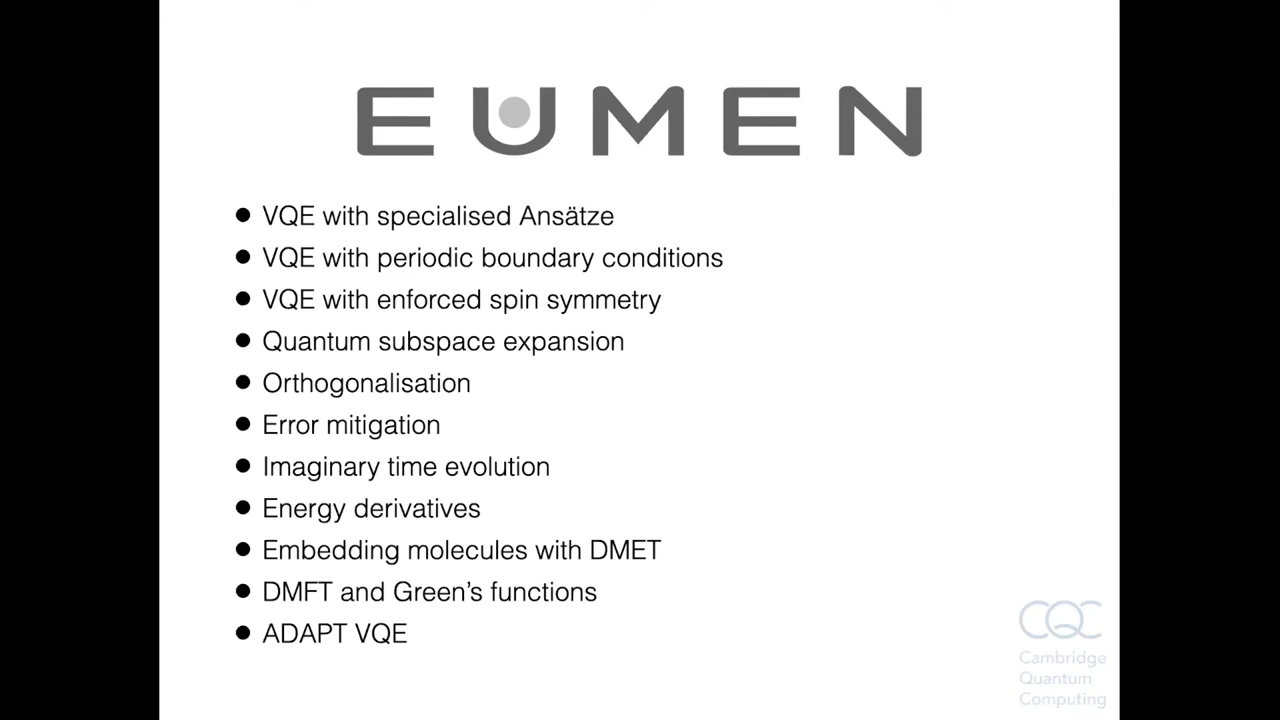 EUMEN
● VQE with specialised Ansätze
● VQE with periodic boundary conditions
● VQE with enforced spin symmetry
● Quantum subspace expansion
● Orthogonalisation
● Error mitigation
● Imaginary time evolution
● Energy derivatives
● Embedding molecules with DMET
● DMFT and Green’s functions
● ADAPT VQE
CQC
Cambridge
Quantum
Computing